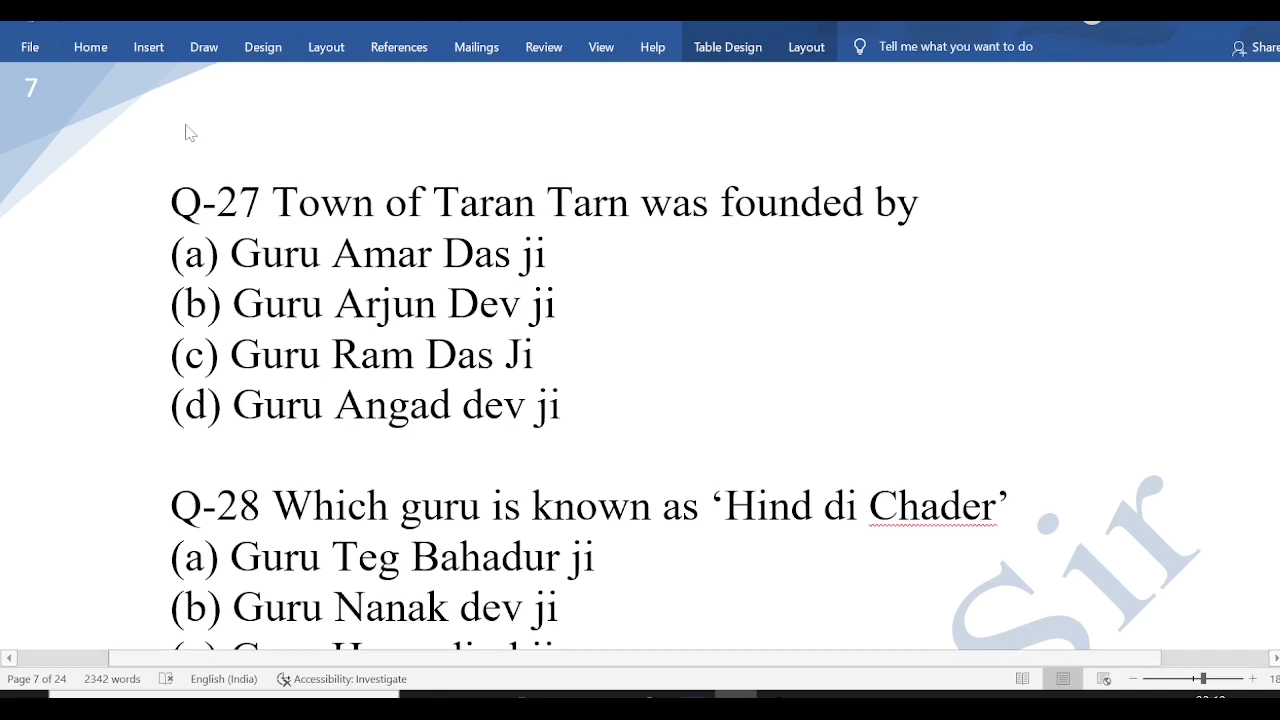 File Home Insert Draw Design Layout References Mailings Review View Help Table Design Layout Tell me what you want to do Share
7
Q-27 Town of Taran Tarn was founded by
(a) Guru Amar Das ji
(b) Guru Arjun Dev ji
(c) Guru Ram Das Ji
(d) Guru Angad dev ji
Q-28 Which guru is known as ‘Hind di Chader’
(a) Guru Teg Bahadur ji
(b) Guru Nanak dev ji
Sir
Page 7 of 24 2342 words English (India) Accessibility: Investigate